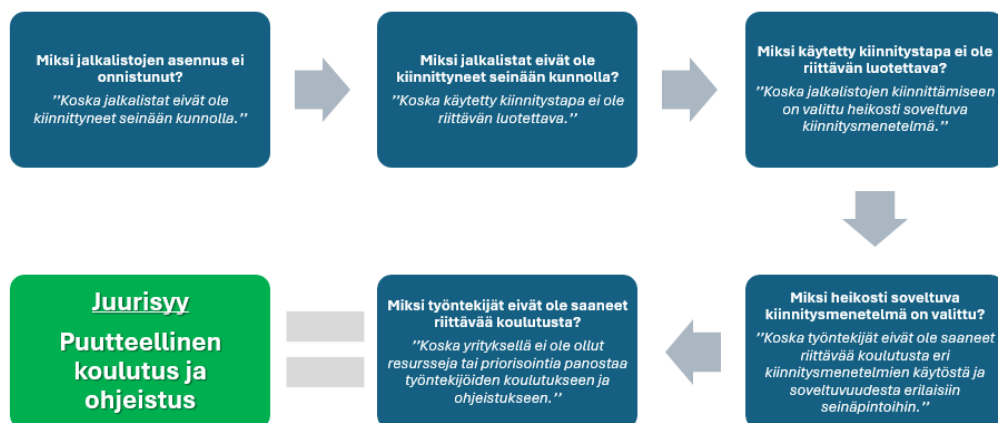 Miksi jalkalistojen asennus ei
onnistunut?
”Koska jalkalistat eivät ole
kiinnittyneet seinään kunnolla.”
Miksi jalkalistat eivät ole
kiinnittyneet seinään kunnolla?
”Koska käytetty kiinnitystapa ei ole
riittävän luotettava.”
Miksi käytetty kiinnitystapa ei ole
riittävän luotettava?
”Koska jalkalistojen kiinnittämiseen
on valittu heikosti soveltuva
kiinnitysmenetelmä.”
Miksi heikosti soveltuva
kiinnitysmenetelmä on valittu?
”Koska työntekijät eivät ole saaneet
riittävää koulutusta eri
kiinnitysmenetelmien käytöstä ja
soveltuvuudesta erilaisiin
seinäpintoihin.”
Miksi työntekijät eivät ole saaneet
riittävää koulutusta?
”Koska yrityksellä ei ole ollut
resursseja tai priorisointia panostaa
työntekijöiden koulutukseen ja
ohjeistukseen.”
Juurisyy
Puutteellinen
koulutus ja
ohjeistus